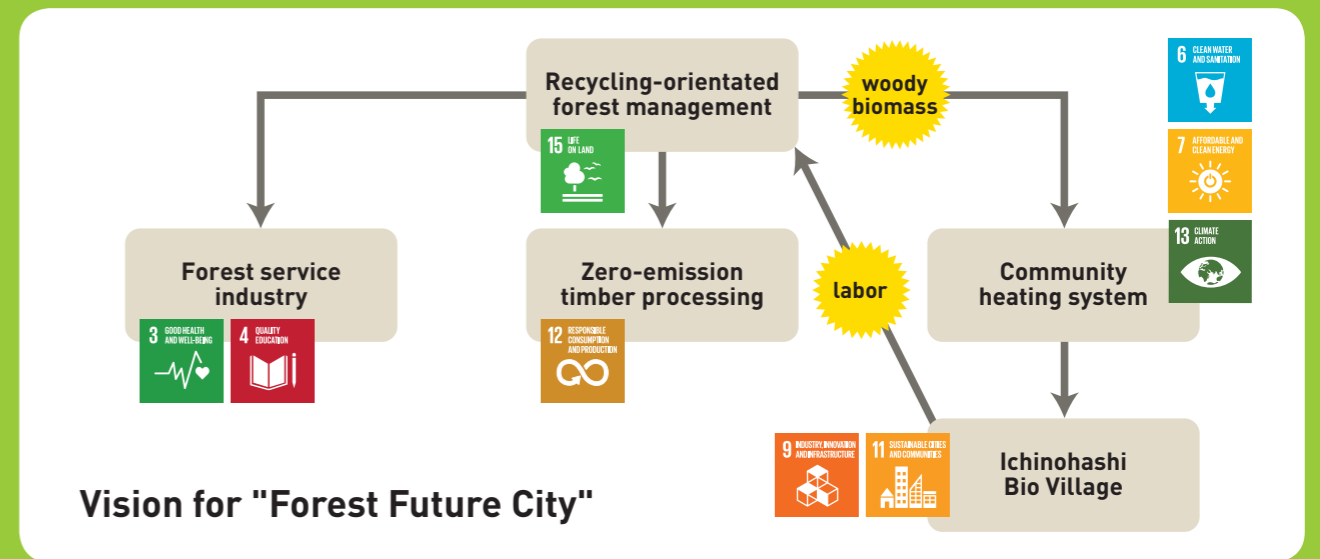 Recycling-orientated
forest management
woody
biomass
6 CLEAN WATER
AND SANITATION
15 LIFE
ON LAND
7 AFFORDABLE AND
CLEAN ENERGY
13 CLIMATE
ACTION
Forest service
industry
Zero-emission
timber processing
labor
Community
heating system
3 GOOD HEALTH
AND WELL-BEING
4 QUALITY
EDUCATION
12 RESPONSIBLE
CONSUMPTION
AND PRODUCTION
9 INDUSTRY, INNOVATION
AND INFRASTRUCTURE
11 SUSTAINABLE CITIES
AND COMMUNITIES
Ichinohashi
Bio Village
Vision for "Forest Future City"